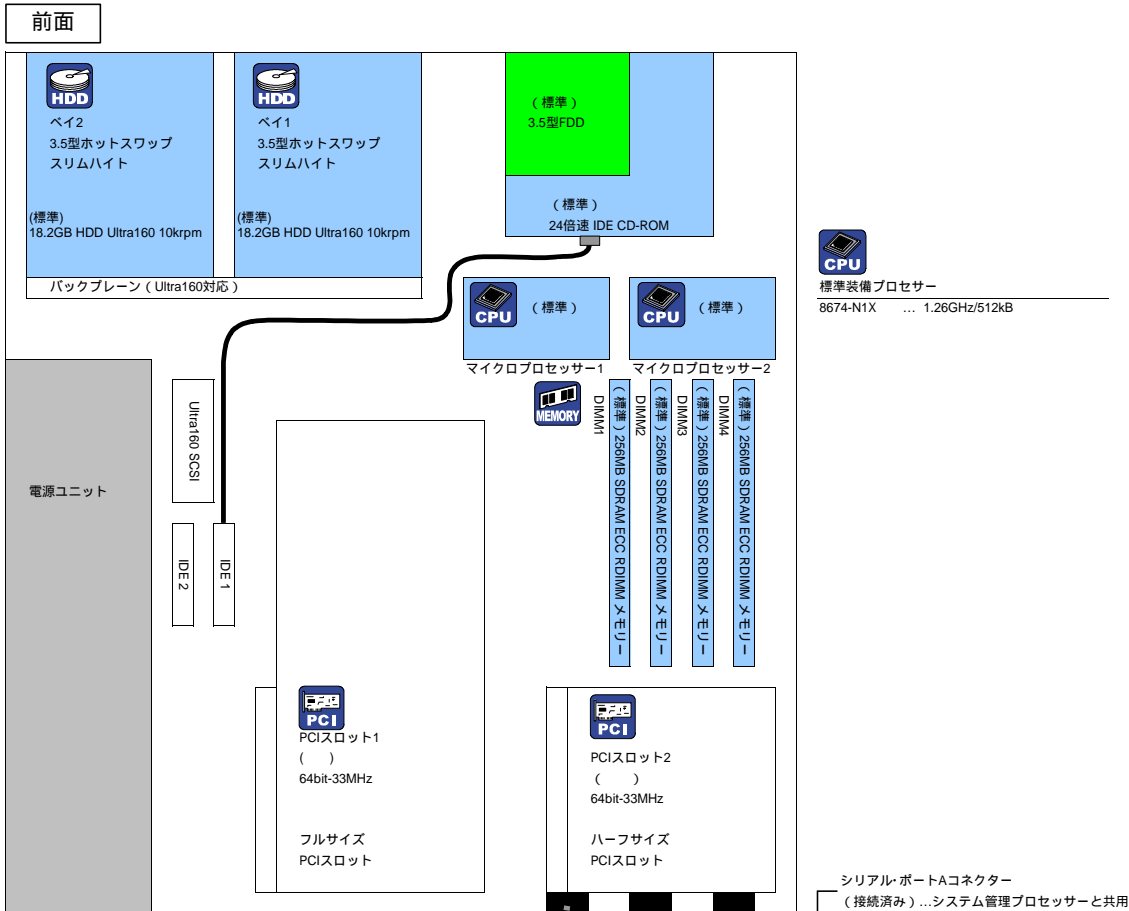 前面
HDD
ベイ2
3.5型ホットスワップ
スリムハイト
(標準)
18.2GB HDD Ultra160 10krpm
HDD
ベイ1
3.5型ホットスワップ
スリムハイト
(標準)
18.2GB HDD Ultra160 10krpm
バックプレーン（Ultra160対応）
（標準）
3.5型FDD
（標準）
24倍速 IDE CD-ROM
CPU
標準装備プロセサー
8674-N1X … 1.26GHz/512kB
CPU
（標準）
マイクロプロセッサー1
CPU
（標準）
マイクロプロセッサー2
MEMORY
DIMM1
（標準）256MB SDRAM ECC RDIMM メモリー
DIMM2
（標準）256MB SDRAM ECC RDIMM メモリー
DIMM3
（標準）256MB SDRAM ECC RDIMM メモリー
DIMM4
（標準）256MB SDRAM ECC RDIMM メモリー
電源ユニット
Ultra160 SCSI
IDE 2
IDE 1
PCI
PCIスロット1
(　)
64bit-33MHz
フルサイズ
PCIスロット
PCI
PCIスロット2
（　）
64bit-33MHz
ハーフサイズ
PCIスロット
シリアル･ポートAコネクター
（接続済み）…システム管理プロセッサーと共用